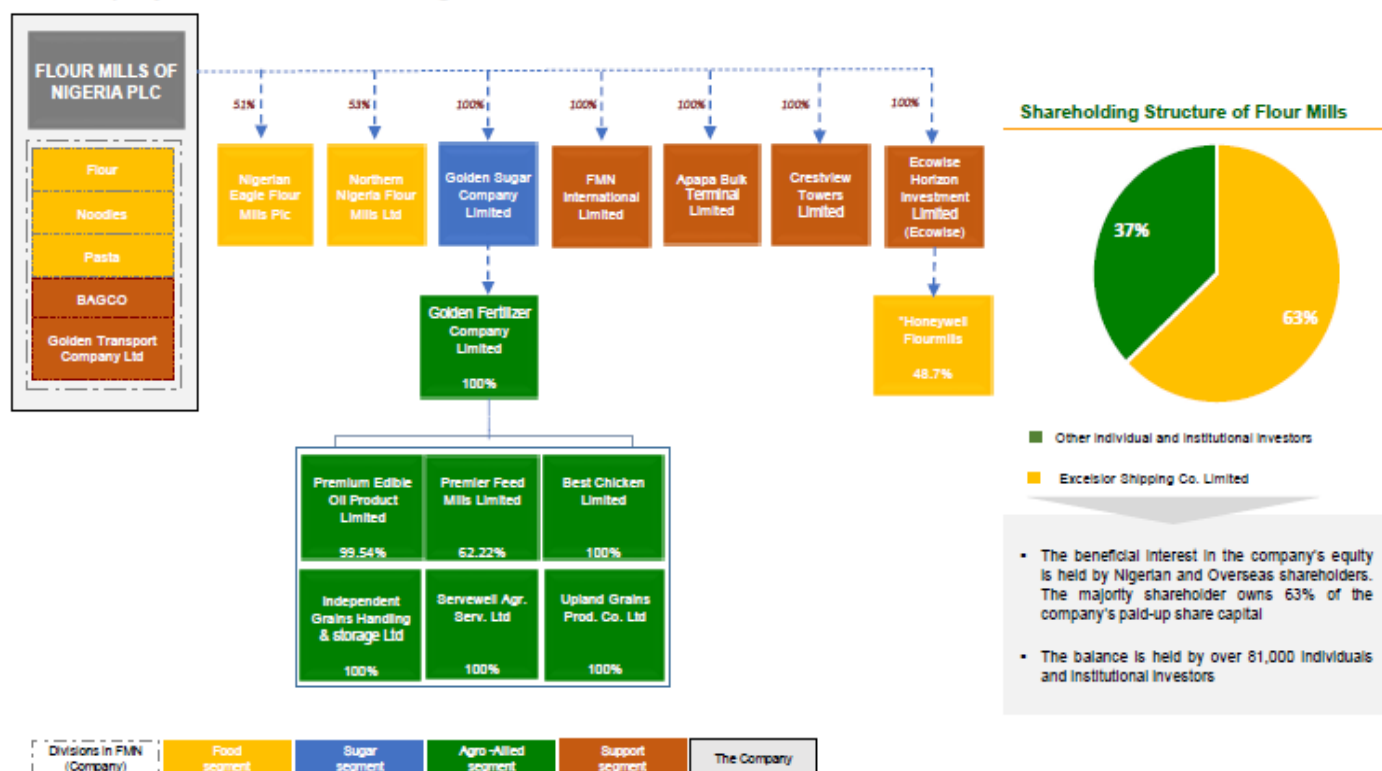 FLOUR MILLS OF
NIGERIA PLC
Flour
Noodles
Pasta
BAGCO
Golden Transport
Company Ltd
51%
53%
100%
100%
100%
100%
100%
Nigerian
Eagle Flour
Mills Plc
Northern
Nigeria Flour
Mills Ltd
Golden Sugar
Company
Limited
FMN
International
Limited
Apapa Bulk
Terminal
Limited
Crestview
Towers
Limited
Ecowise
Horizon
Investment
Limited
(Ecowise)
Golden Fertilizer
Company
Limited
100%
*Honeywell
Flourmills
48.7%
Premium Edible
Oil Product
Limited
99.54%
Premier Feed
Mills Limited
62.22%
Best Chicken
Limited
100%
Independent
Grains Handling
& storage Ltd
100%
Servewell Agr.
Serv. Ltd
100%
Upland Grains
Prod. Co. Ltd
100%
Shareholding Structure of Flour Mills
37%
63%
Other Individual and Institutional Investors
Excelsior Shipping Co. Limited
▪ The beneficial interest in the company's equity
is held by Nigerian and Overseas shareholders.
The majority shareholder owns 63% of the
company's paid-up share capital
▪ The balance is held by over 81,000 individuals
and institutional investors
Divisions in FMN
(Company)
Food
segment
Sugar
segment
Agro-Allied
segment
Support
segment
The Company